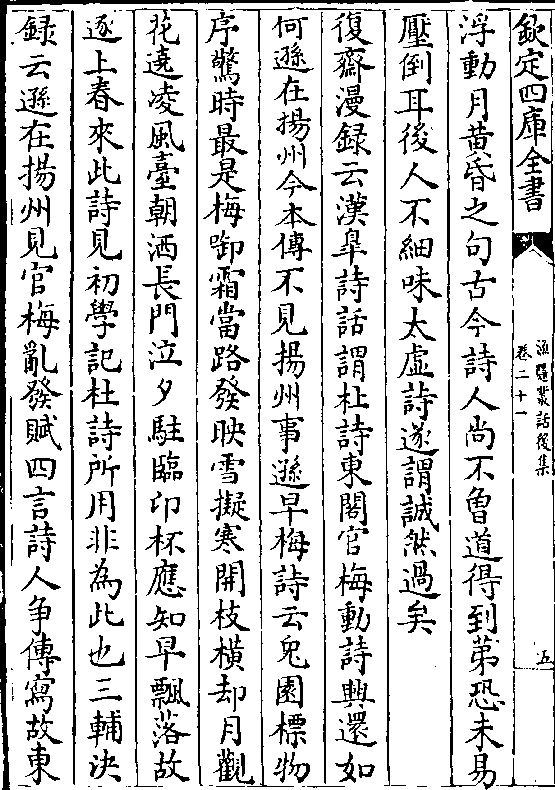 欽定四庫全書
漁隱叢話後集
卷二十一
五
浮動月黄昏之句古今詩人尚不曾道得到第恐未易
壓倒耳後人不細味太虚詩遂謂誠然過矣
復齋漫録云漢臯詩話謂杜詩東閣官梅動詩興還如
何遜在揚州今本傳不見揚州事遜早梅詩云兔園標物
序驚時最是梅啣霜當路發映雪擬寒開枝横却月觀
花遶凌風臺朝洒長門泣夕駐臨卭杯應知早飄落故
逐上春來此詩見初學記杜詩所用非為此也三輔決
録云遜在揚州見官梅亂發賦四言詩人争傳寫故東